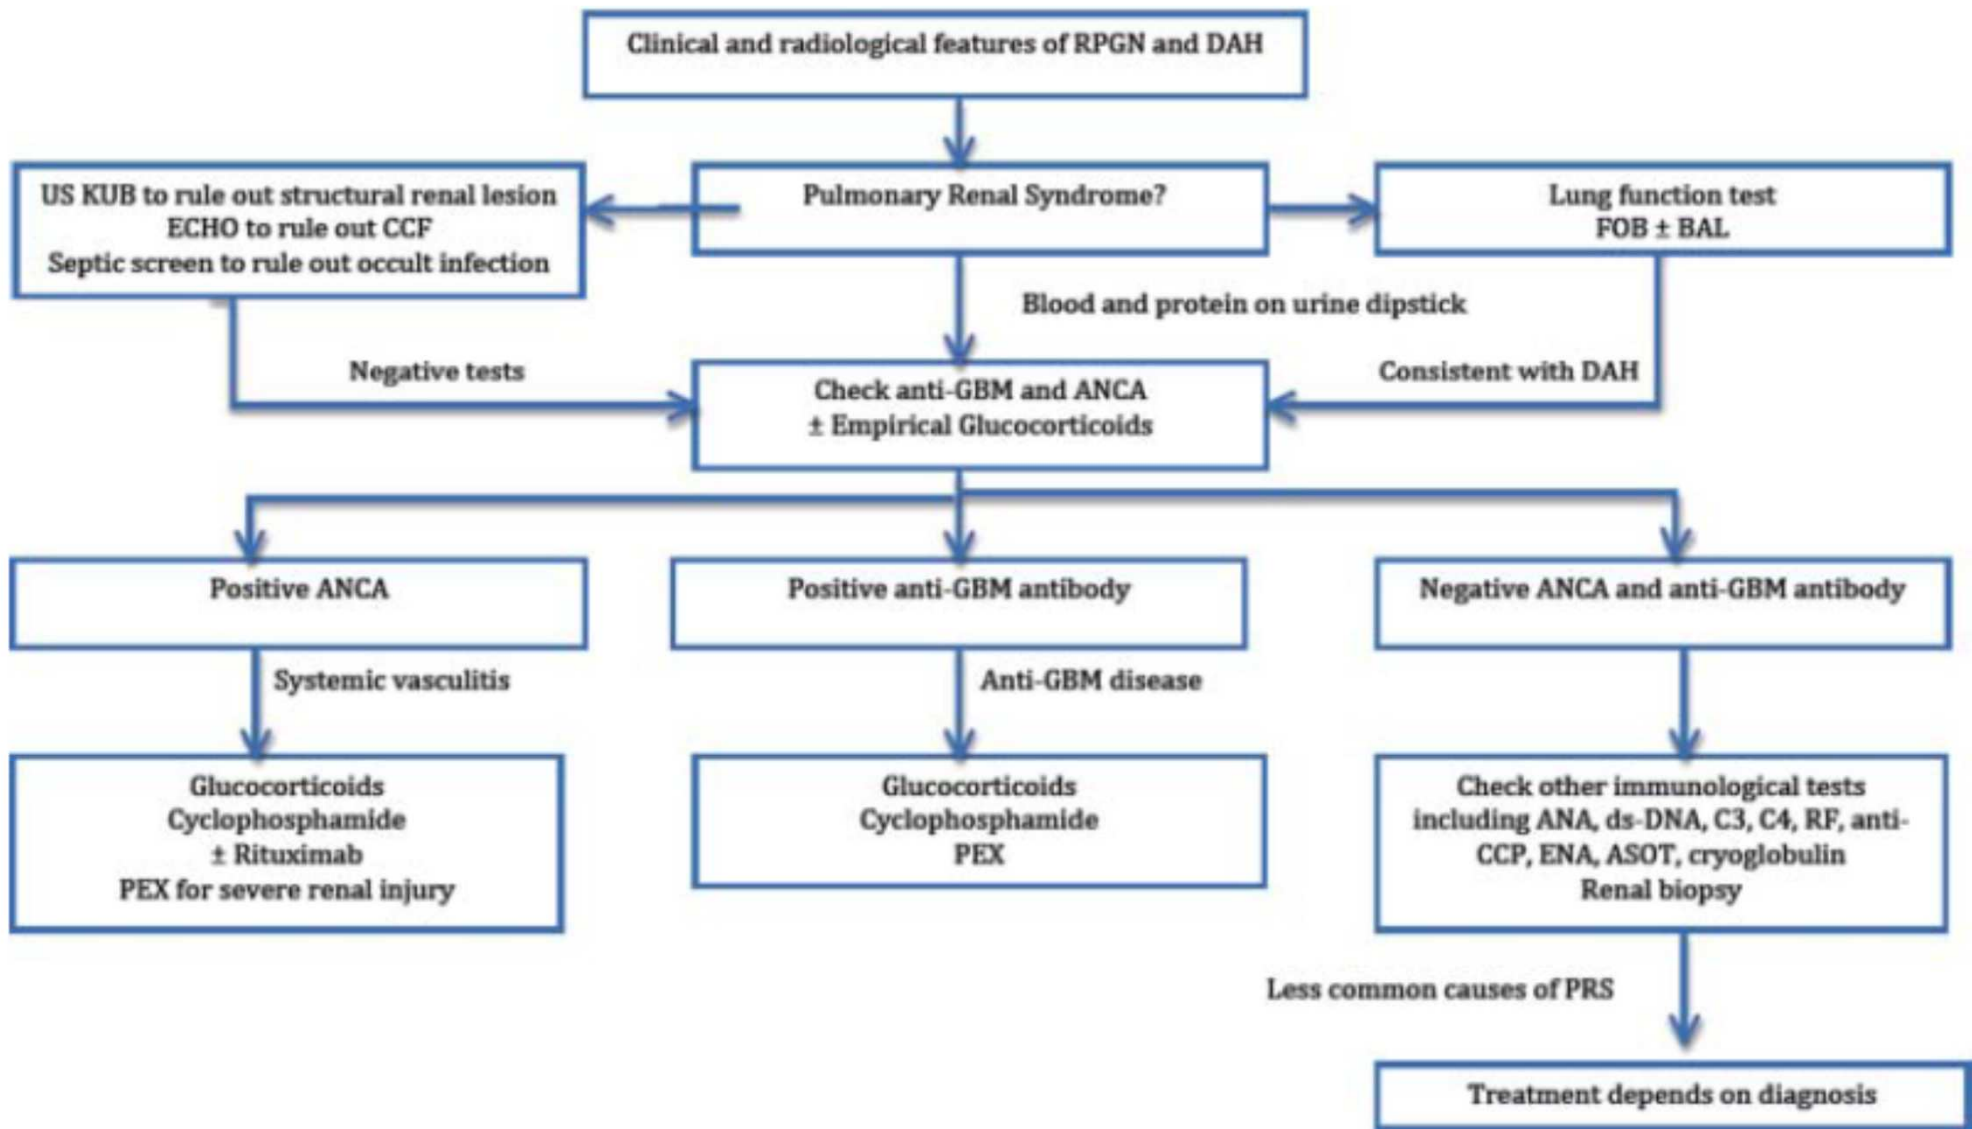 Clinical and radiological features of RPGN and DAH
US KUB to rule out structural renal lesion
ECHO to rule out CCF
Septic screen to rule out occult infection
Pulmonary Renal Syndrome?
Lung function test
FOB ± BAL
Blood and protein on urine dipstick
Negative tests
Consistent with DAH
Check anti-GBM and ANCA
± Empirical Glucocorticoids
Positive ANCA
Positive anti-GBM antibody
Negative ANCA and anti-GBM antibody
Systemic vasculitis
Anti-GBM disease
Glucocorticoids
Cyclophosphamide
± Rituximab
PEX for severe renal injury
Glucocorticoids
Cyclophosphamide
PEX
Check other immunological tests
including ANA, ds-DNA, C3, C4, RF, anti-
CCP, ENA, ASOT, cryoglobulin
Renal biopsy
Less common causes of PRS
Treatment depends on diagnosis